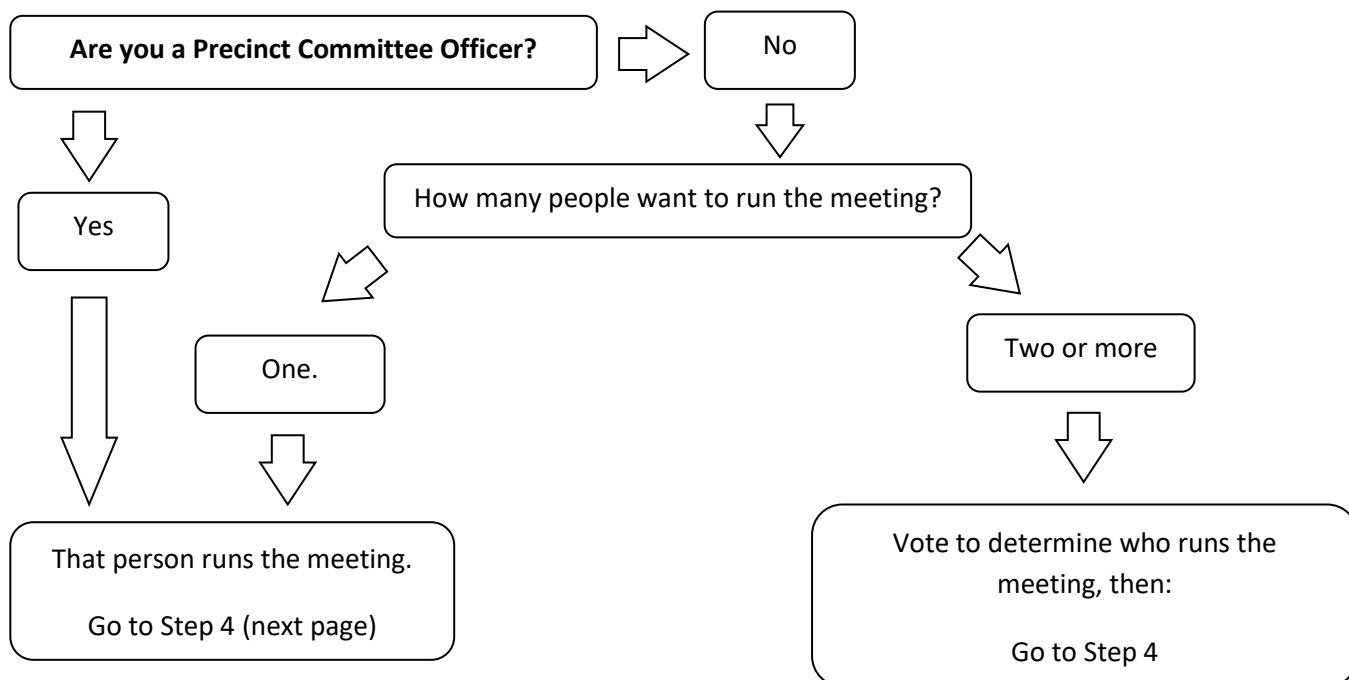 Are you a Precinct Committee Officer?
No
How many people want to run the meeting?
Yes
One.
Two or more
That person runs the meeting.
Go to Step 4 (next page)
Vote to determine who runs the
meeting, then:
Go to Step 4